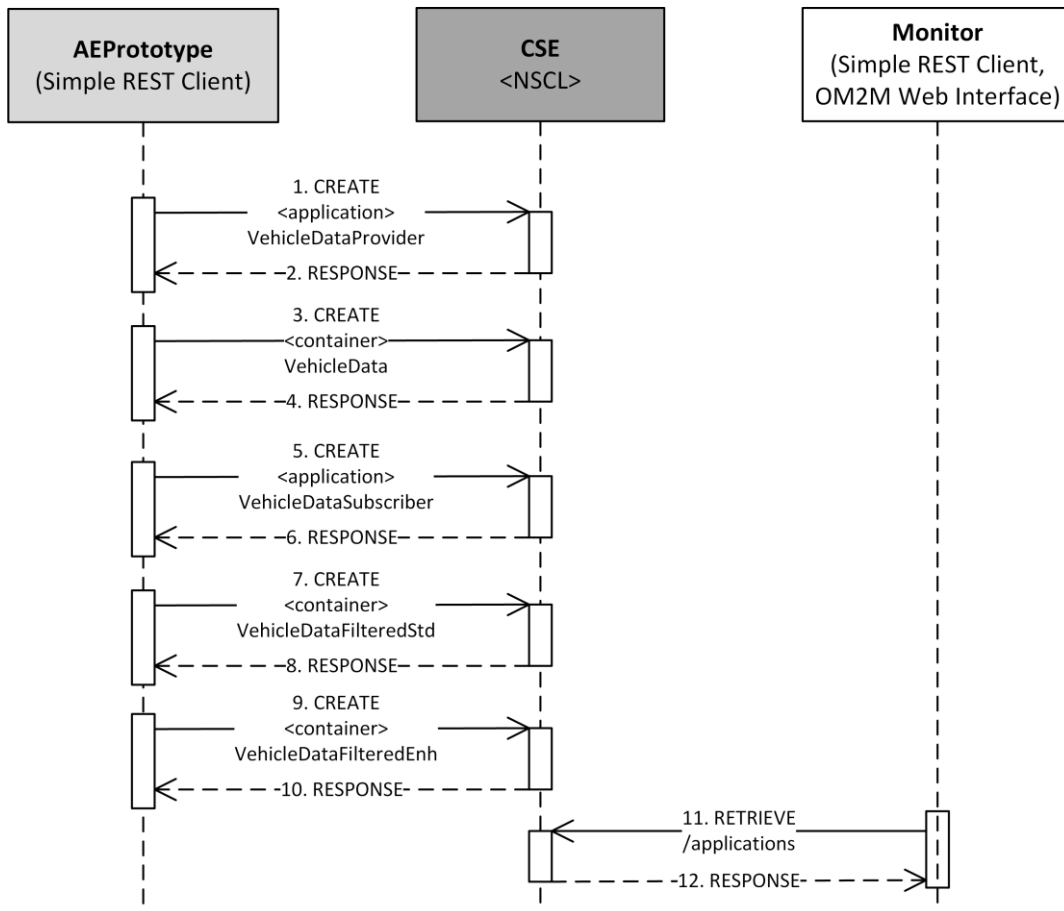 AEPrototype
(Simple REST Client)
CSE
<NSCL>
Monitor
(Simple REST Client,
OM2M Web Interface)
1. CREATE
<application>
VehicleDataProvider
2. RESPONSE
3. CREATE
<container>
VehicleData
4. RESPONSE
5. CREATE
<application>
VehicleDataSubscriber
6. RESPONSE
7. CREATE
<container>
VehicleDataFilteredStd
8. RESPONSE
9. CREATE
<container>
VehicleDataFilteredEnh
10. RESPONSE
11. RETRIEVE
/applications
12. RESPONSE